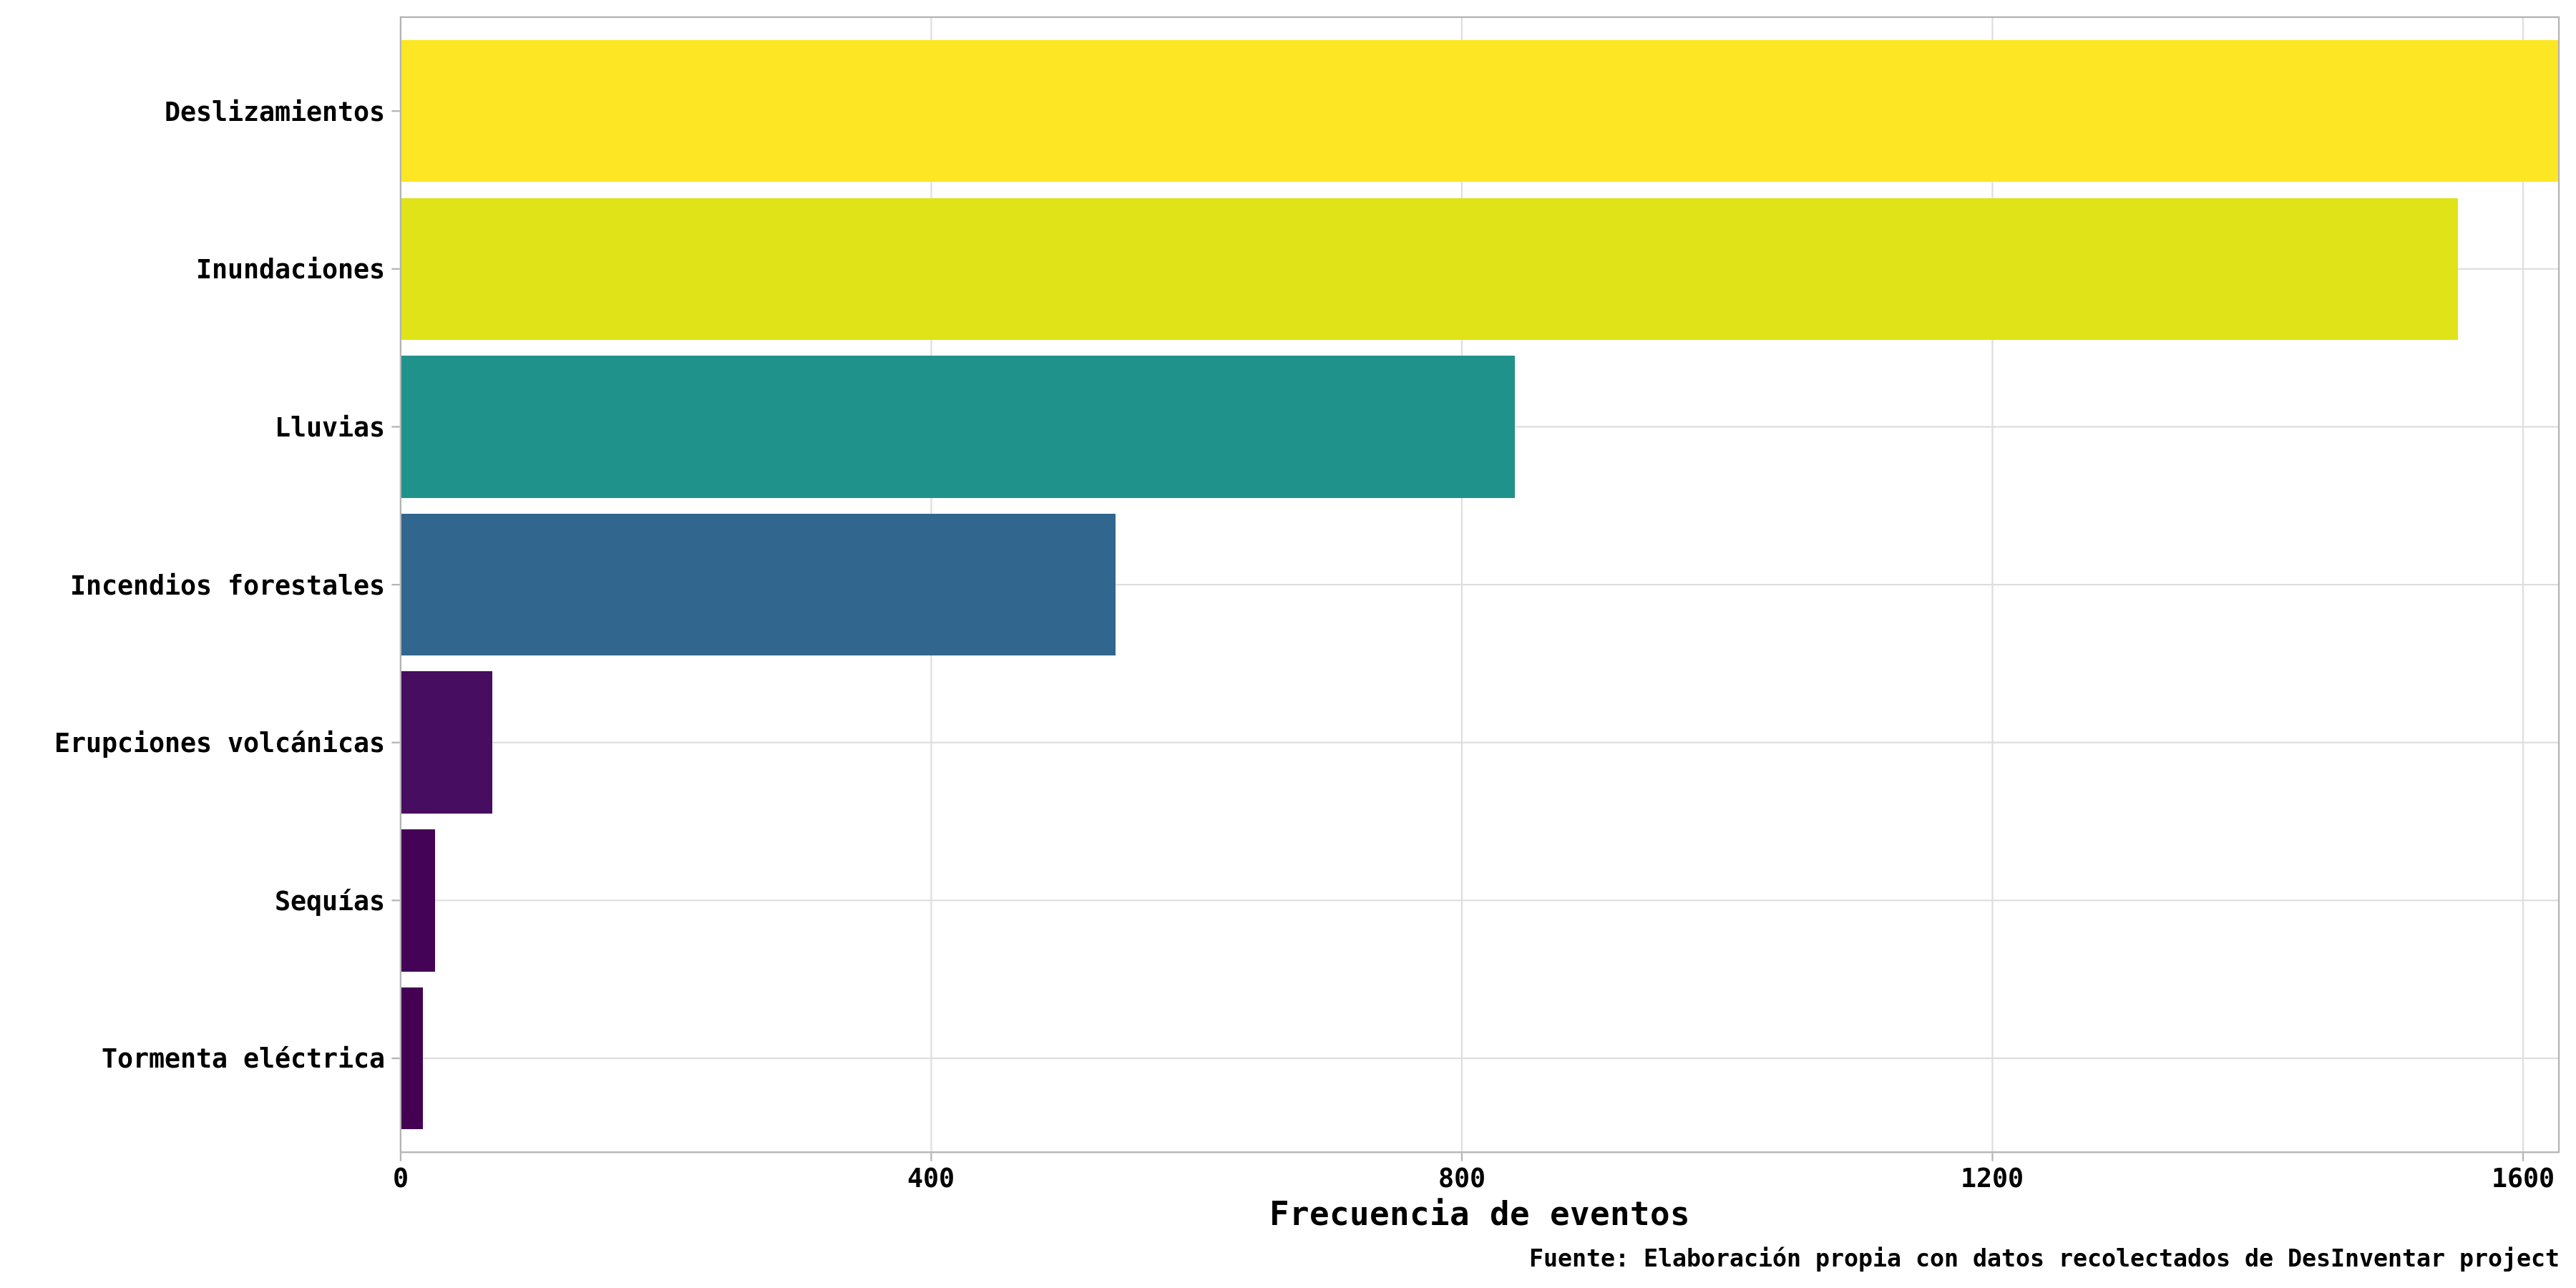 Deslizamientos
Inundaciones
Lluvias
Incendios forestales
Erupciones volcánicas
Sequías
Tormenta eléctrica
0 400 800 1200 1600
Frecuencia de eventos
Fuente: Elaboración propia con datos recolectados de DesInventar project